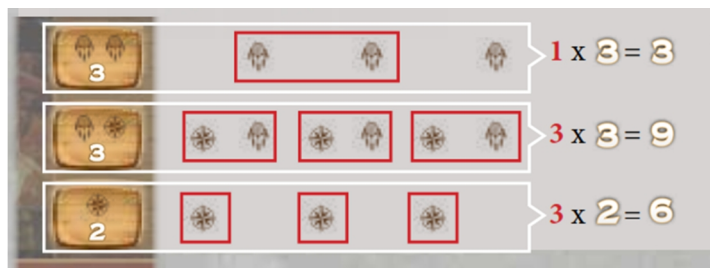 3
1 x 3 = 3
3
3 x 3 = 9
2
3 x 2 = 6